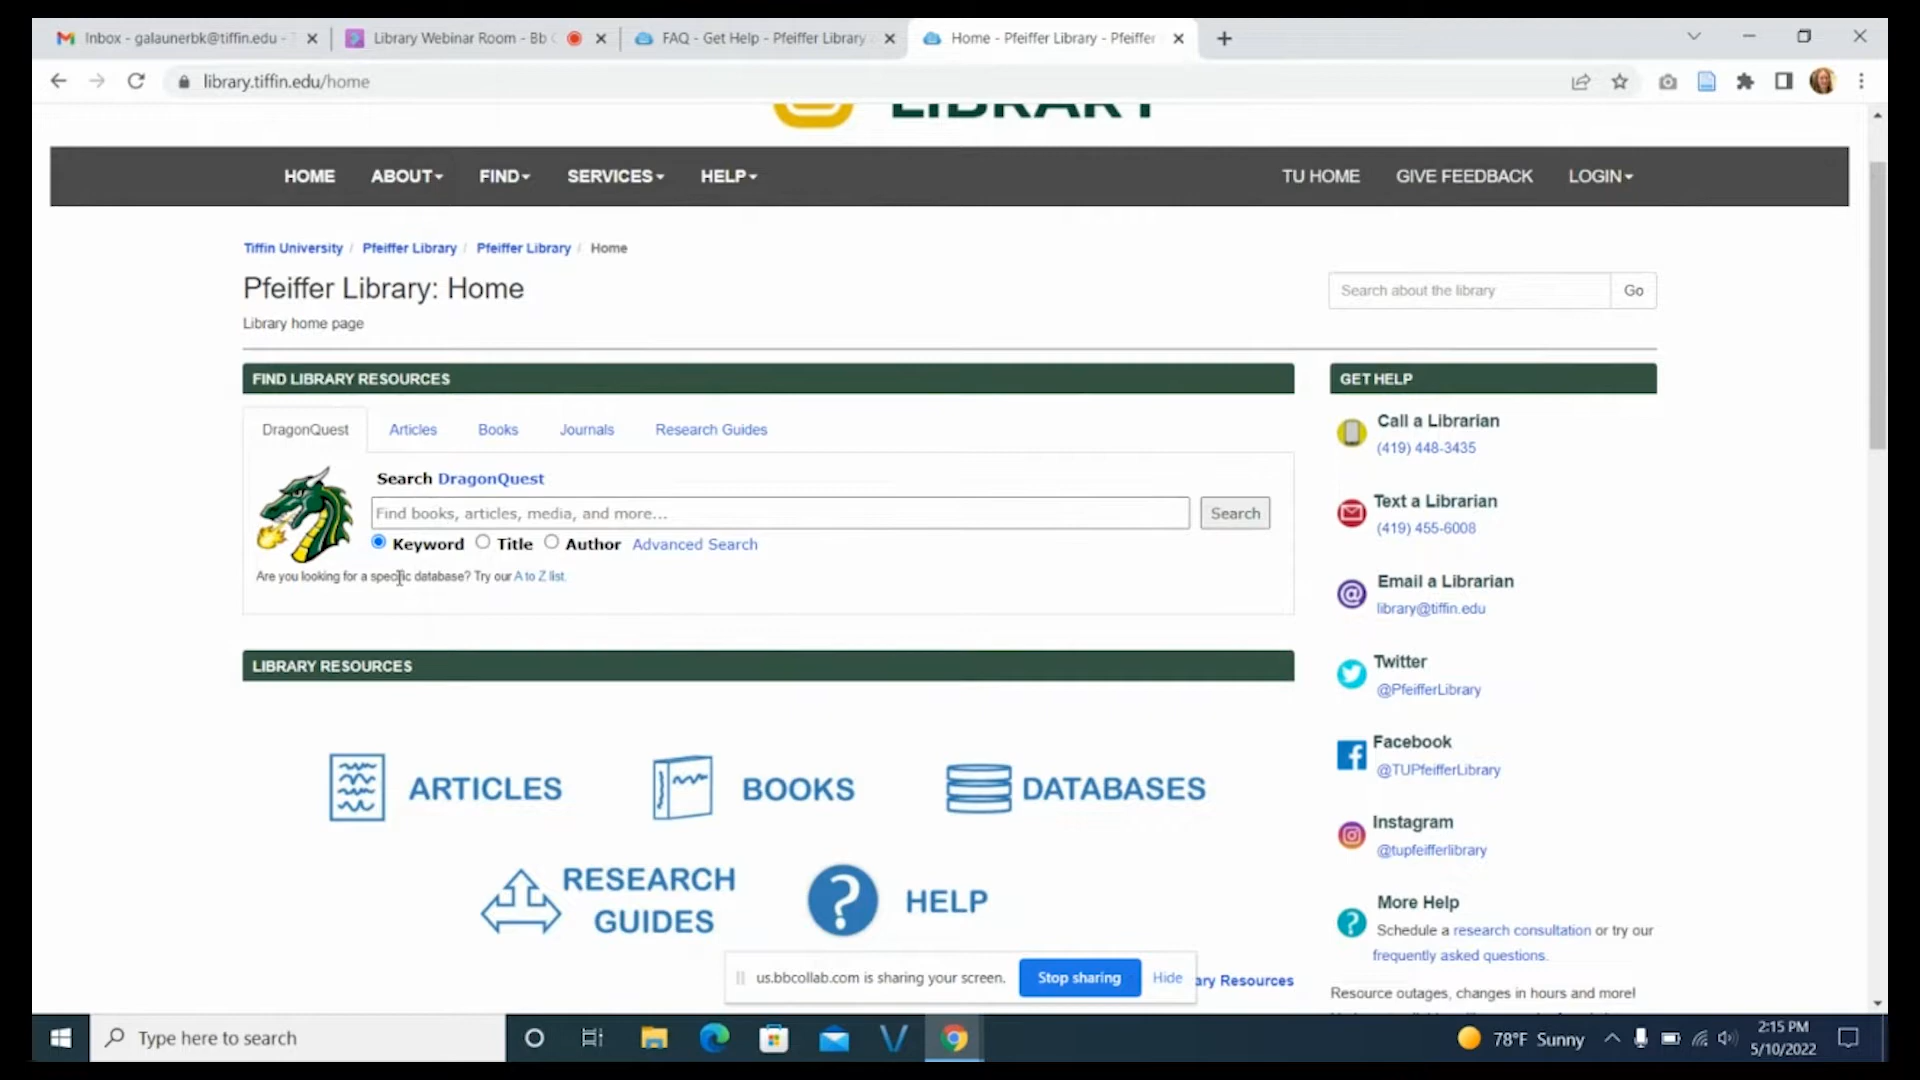 Inbox - galaunerbk@tiffin.edu -
Library Webinar Room - Bb
FAQ - Get Help - Pfeiffer Library
Home - Pfeiffer Library - Pfeiffer
library.tiffin.edu/home
LIBRARY
HOME ABOUT FIND SERVICES HELP TU HOME GIVE FEEDBACK LOGIN
Tiffin University / Pfeiffer Library / Pfeiffer Library / Home
Pfeiffer Library: Home
Search about the library Go
Library home page
FIND LIBRARY RESOURCES
DragonQuest Articles Books Journals Research Guides
Search DragonQuest
Find books, articles, media, and more... Search
Keyword Title Author Advanced Search
Are you looking for a specific database? Try our A to Z list.
LIBRARY RESOURCES
ARTICLES BOOKS DATABASES
RESEARCH GUIDES HELP
GET HELP
Call a Librarian
(419) 448-3435
Text a Librarian
(419) 455-6008
Email a Librarian
library@tiffin.edu
Twitter
@PfeifferLibrary
Facebook
@TUPfeifferLibrary
Instagram
@tupfeifferlibrary
More Help
Schedule a research consultation or try our
frequently asked questions.
Resource outages, changes in hours and more!
us.bbcollab.com is sharing your screen. Stop sharing Hide
ary Resources
Type here to search
78°F Sunny
2:15 PM
5/10/2022